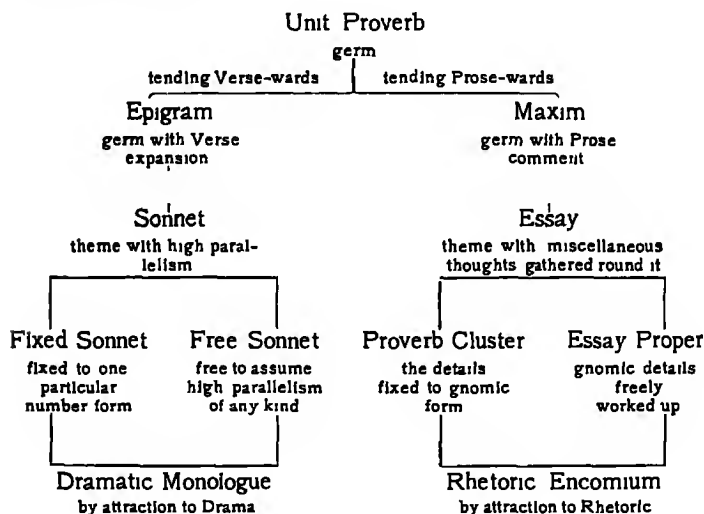 Unit Proverb
germ
tending Verse-wards tending Prose-wards
Epigram Maxim
germ with Verse germ with Prose
expansion comment
Sonnet Essay
theme with high paral- theme with miscellaneous
lelism thoughts gathered round it
Fixed Sonnet Free Sonnet Proverb Cluster Essay Proper
fixed to one free to assume the details gnomic details
particular high parallelism fixed to gnomic freely
number form of any kind form worked up
Dramatic Monologue Rhetoric Encomium
by attraction to Drama by attraction to Rhetoric